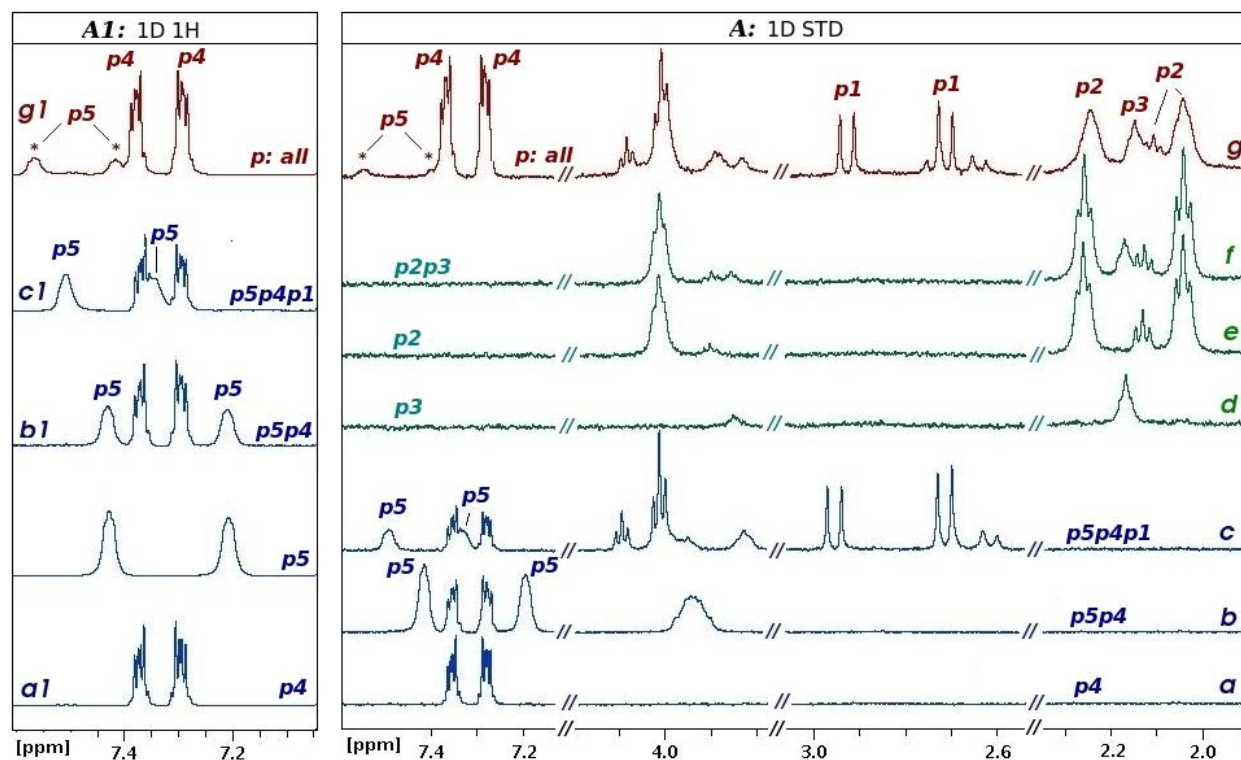 A1: 1D 1H
A: 1D STD
p4 p4
g1 p5
* *
p: all
p5
p5
c1 p5p4p1
p5 p5
b1 p5p4
p5
a1 p4
[ppm] 7.4 7.2
p4 p4
p5
* *
p: all
// // //
p1 p1
p2 p3 p2
g
p2p3 // // // f
p2 // // // e
p3 // // // d
p5 p5
// // // p5p4p1 c
p5 p5
// // // p5p4 b
// // // p4 a
// // //
[ppm] 7.4 7.2 4.0 3.0 2.6 2.2 2.0